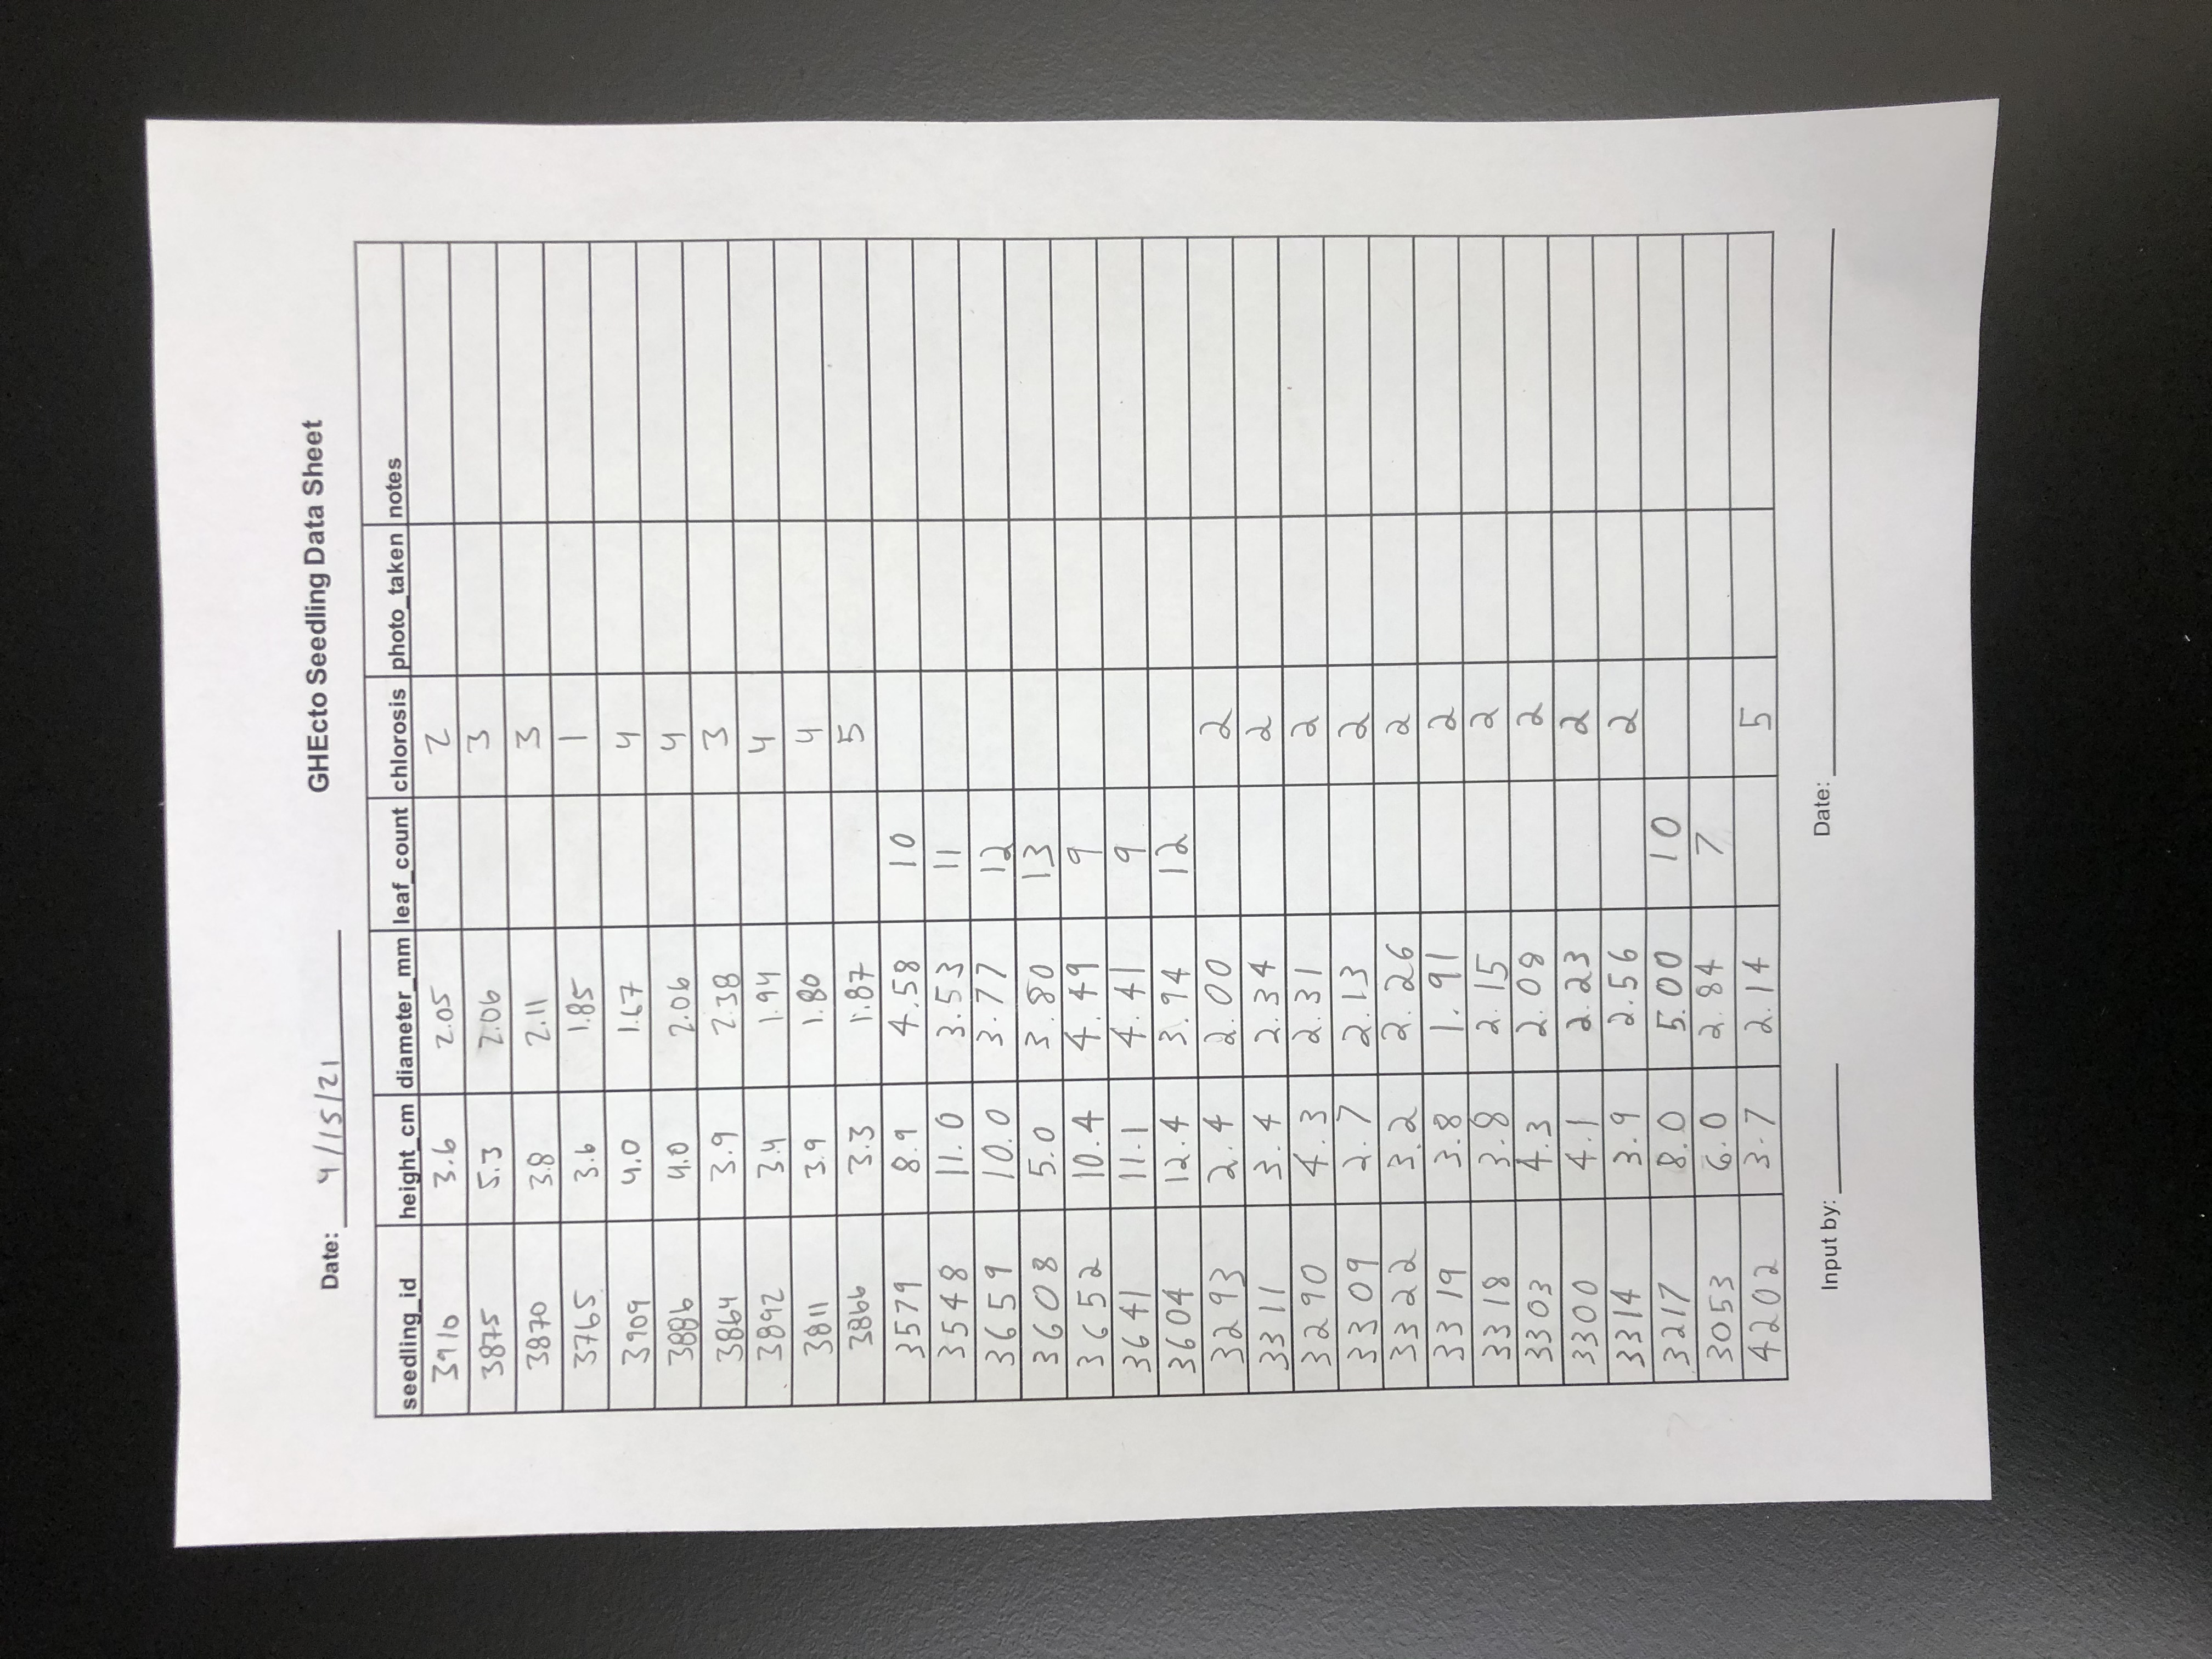 Date: 4/15/21 GHEcto Seedling Data Sheet
seedling_id height_cm diameter_mm leaf_count chlorosis photo_taken notes
3910 3.6 2.05 2
3875 5.3 2.06 3
3870 3.8 2.11 3
3765 3.6 1.85 1
3909 4.0 1.67 4
3886 4.0 2.06 4
3864 3.9 2.38 3
3892 3.4 1.94 4
3811 3.9 1.80 4
3866 3.3 1.87 5
3579 8.9 4.58 10
3548 11.0 3.53 11
3659 10.0 3.77 12
3608 5.0 3.80 13
3652 10.4 4.49 9
3641 11.1 4.41 9
3604 12.4 3.94 12
3293 2.4 2.00 2
3311 3.4 2.34 2
3290 4.3 2.31 2
3309 2.7 2.13 2
3322 3.2 2.26 2
3319 3.8 1.91 2
3318 3.8 2.15 2
3303 4.3 2.08 2
3300 4.1 2.23 2
3314 3.9 2.56 2
3217 8.0 5.00 10
3053 6.0 2.84 7
4202 3.7 2.14 5
Input by: Date: